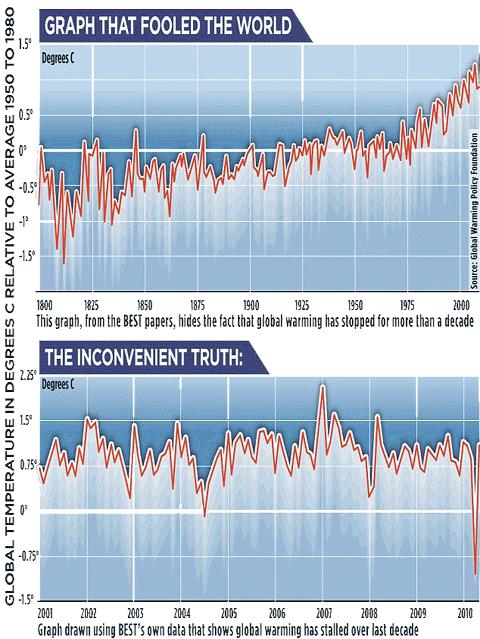 GLOBAL TEMPERATURE IN DEGREES C RELATIVE TO AVERAGE 1950 TO 1980
GRAPH THAT FOOLED THE WORLD
1.5°
Degrees C
0.5°
0°
-0.5°
-1°
-1.5°
Source: Global Warming Policy Foundation
1800 1825 1850 1875 1900 1925 1950 1975 2000
This graph, from the BEST papers, hides the fact that global warming has stopped for more than a decade
THE INCONVENIENT TRUTH:
2.25°
Degrees C
1.5°
0.75°
0°
-0.75°
-1.5°
2001 2002 2003 2004 2005 2006 2007 2008 2009 2010
Graph drawn using BEST's own data that shows global warming has stalled over last decade